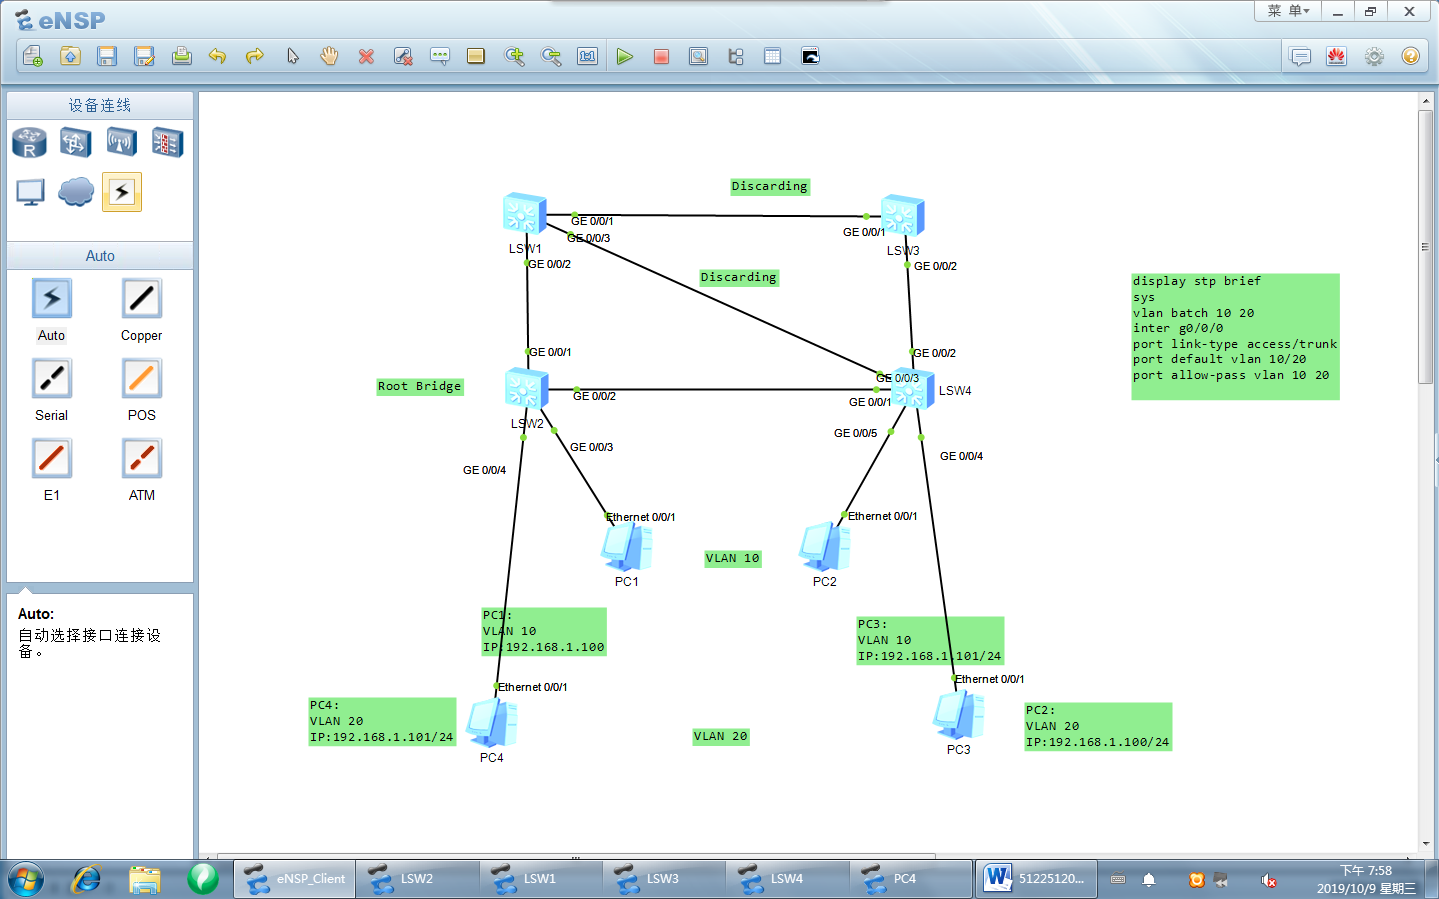 eNSP
菜 单
设备连线
Auto
Auto
Copper
Serial
POS
E1
ATM
Auto:
自动选择接口连接设
备。
Discarding
GE 0/0/1
GE 0/0/3
LSW1
GE 0/0/2
GE 0/0/1
LSW3
GE 0/0/2
Discarding
display stp brief
sys
vlan batch 10 20
inter g0/0/0
port link-type access/trunk
port default vlan 10/20
port allow-pass vlan 10 20
GE 0/0/1
GE 0/0/2
Root Bridge
GE 0/0/2
GE 0/0/3
GE 0/0/1
LSW4
LSW2
GE 0/0/3
GE 0/0/4
GE 0/0/5
GE 0/0/4
Ethernet 0/0/1
PC1
Ethernet 0/0/1
PC2
VLAN 10
PC1:
VLAN 10
IP:192.168.1.100
PC3:
VLAN 10
IP:192.168.1.101/24
Ethernet 0/0/1
PC4
Ethernet 0/0/1
PC3
PC4:
VLAN 20
IP:192.168.1.101/24
VLAN 20
PC2:
VLAN 20
IP:192.168.1.100/24
eNSP_Client
LSW2
LSW1
LSW3
LSW4
PC4
51225120...
下午 7:58
2019/10/9 星期三